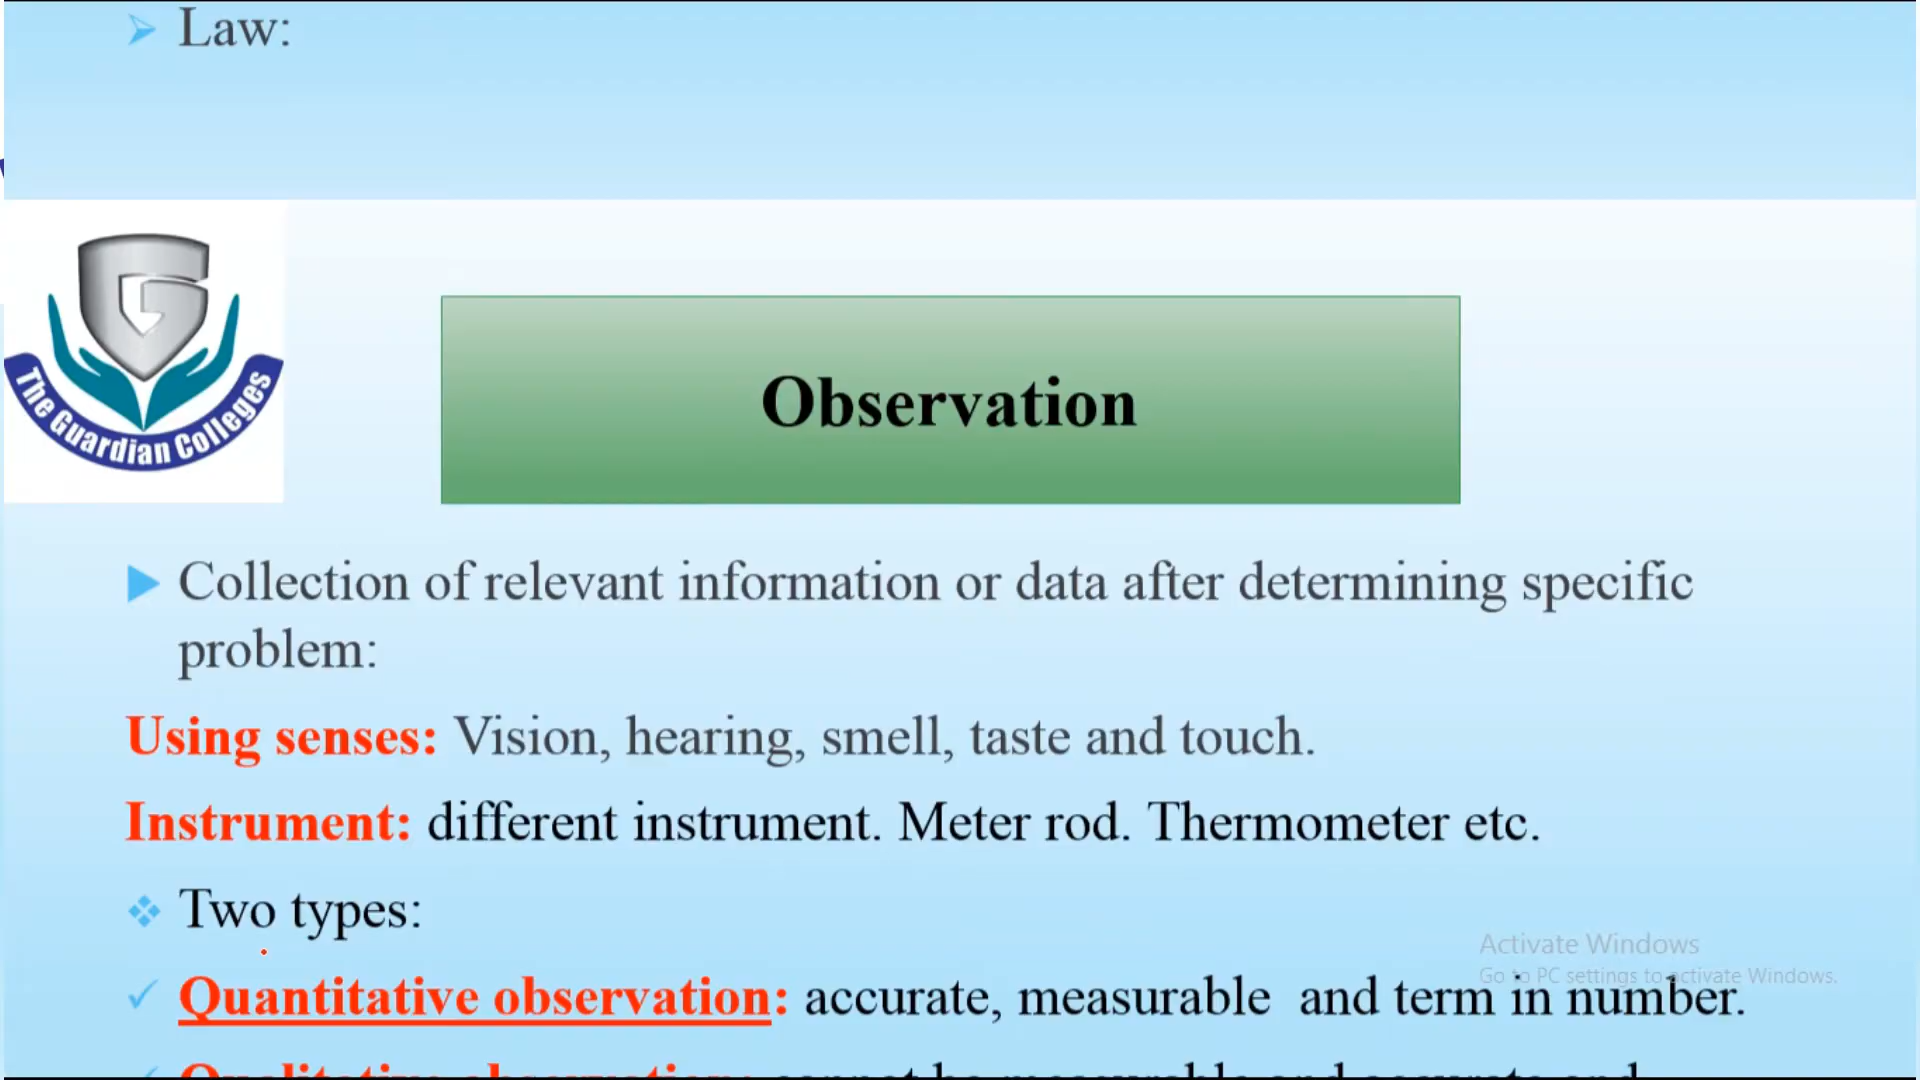 Law:
The Guardian Colleges
Observation
Collection of relevant information or data after determining specific
problem:
Using senses: Vision, hearing, smell, taste and touch.
Instrument: different instrument. Meter rod. Thermometer etc.
Two types:
Activate Windows
Go to PC settings to activate Windows.
Quantitative observation: accurate, measurable and term in number.
Qualitative observation: cannot be measurable and accurate and